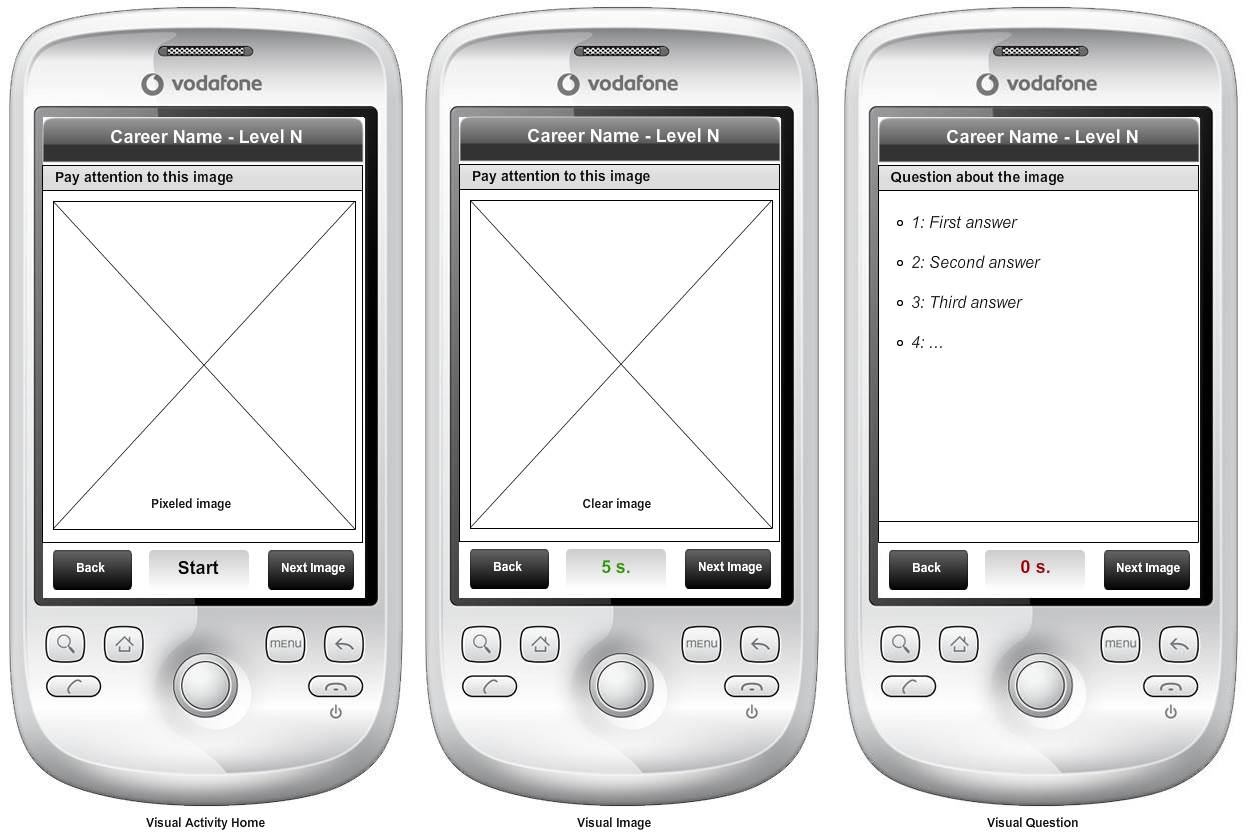 vodafone
Career Name - Level N
Pay attention to this image
Pixeled image
Back
Start
Next Image
MENU
Visual Activity Home
vodafone
Career Name - Level N
Pay attention to this image
Clear image
Back
5 s.
Next Image
MENU
Visual Image
vodafone
Career Name - Level N
Question about the image
1: First answer
2: Second answer
3: Third answer
4: ...
Back
0 s.
Next Image
MENU
Visual Question